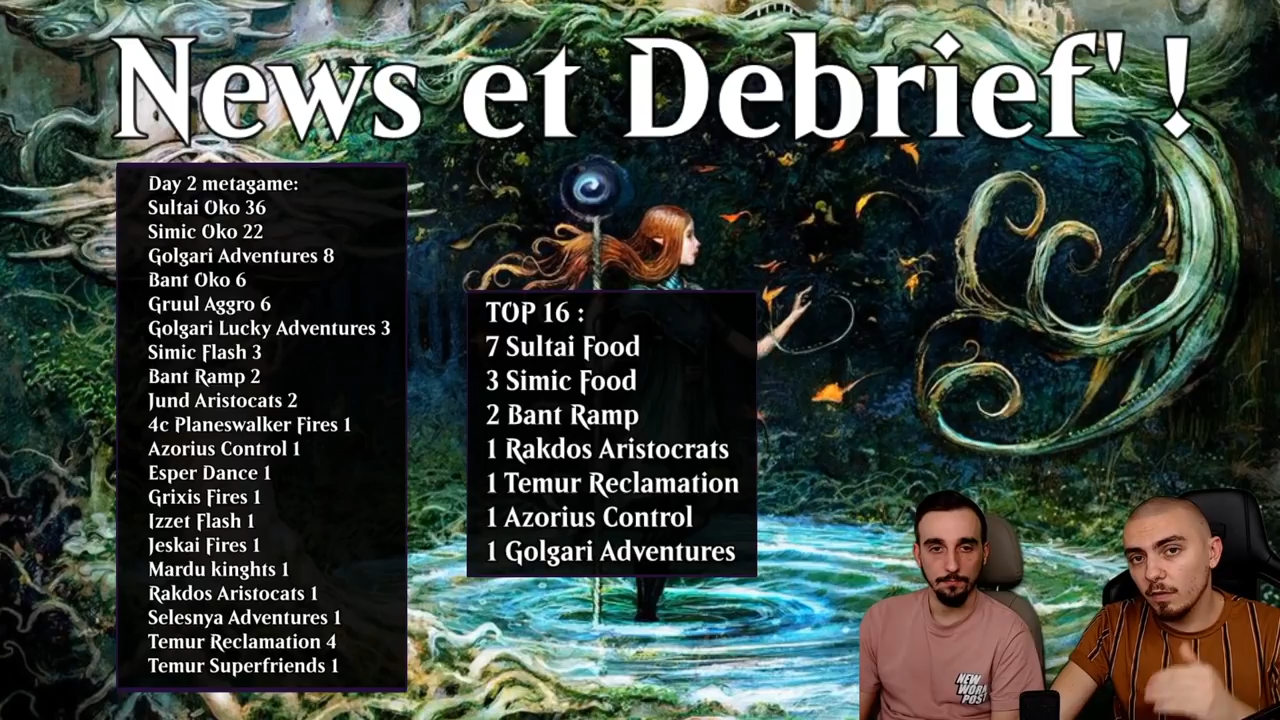 News et Debrief' !
Day 2 metagame:
Sultai Oko 36
Simic Oko 22
Golgari Adventures 8
Bant Oko 6
Gruul Aggro 6
Golgari Lucky Adventures 3
Simic Flash 3
Bant Ramp 2
Jund Aristocats 2
4c Planeswalker Fires 1
Azorius Control 1
Esper Dance 1
Grixis Fires 1
Izzet Flash 1
Jeskai Fires 1
Mardu kinghts 1
Rakdos Aristocats 1
Selesnya Adventures 1
Temur Reclamation 4
Temur Superfriends 1
TOP 16 :
7 Sultai Food
3 Simic Food
2 Bant Ramp
1 Rakdos Aristocrats
1 Temur Reclamation
1 Azorius Control
1 Golgari Adventures
NEW